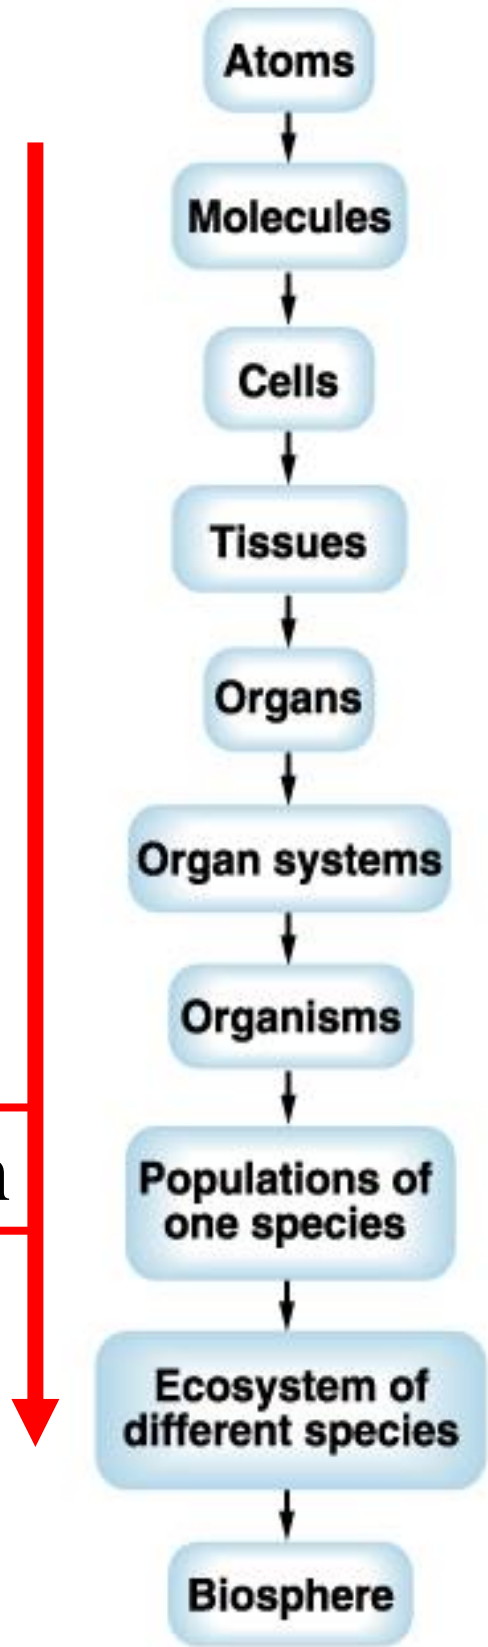 Atoms
Molecules
Cells
Tissues
Organs
Organ systems
Organisms
Populations of
one species
Ecosystem of
different species
Biosphere